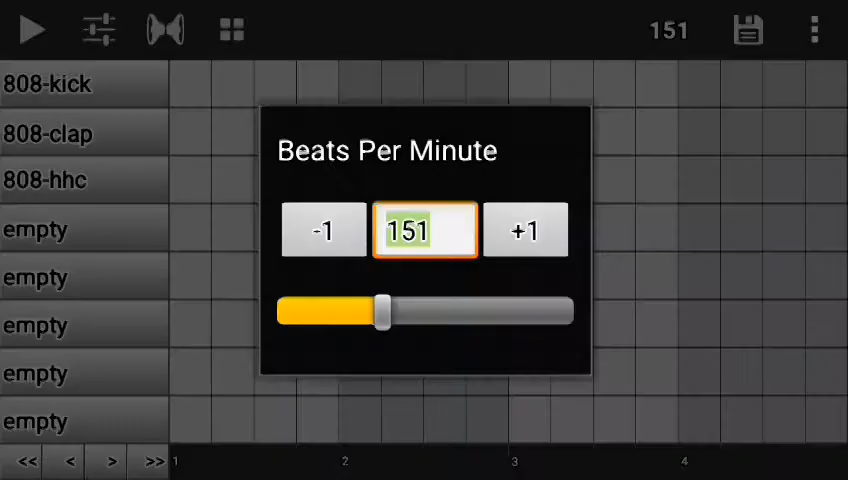 151
808-kick
808-clap
808-hhc
empty
empty
empty
empty
empty
Beats Per Minute
-1 151 +1
<< < > >> 1 2 3 4